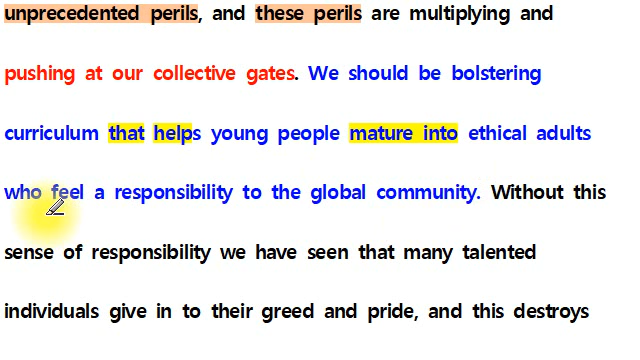 unprecedented perils, and these perils are multiplying and
pushing at our collective gates. We should be bolstering
curriculum that helps young people mature into ethical adults
who feel a responsibility to the global community. Without this
sense of responsibility we have seen that many talented
individuals give in to their greed and pride, and this destroys